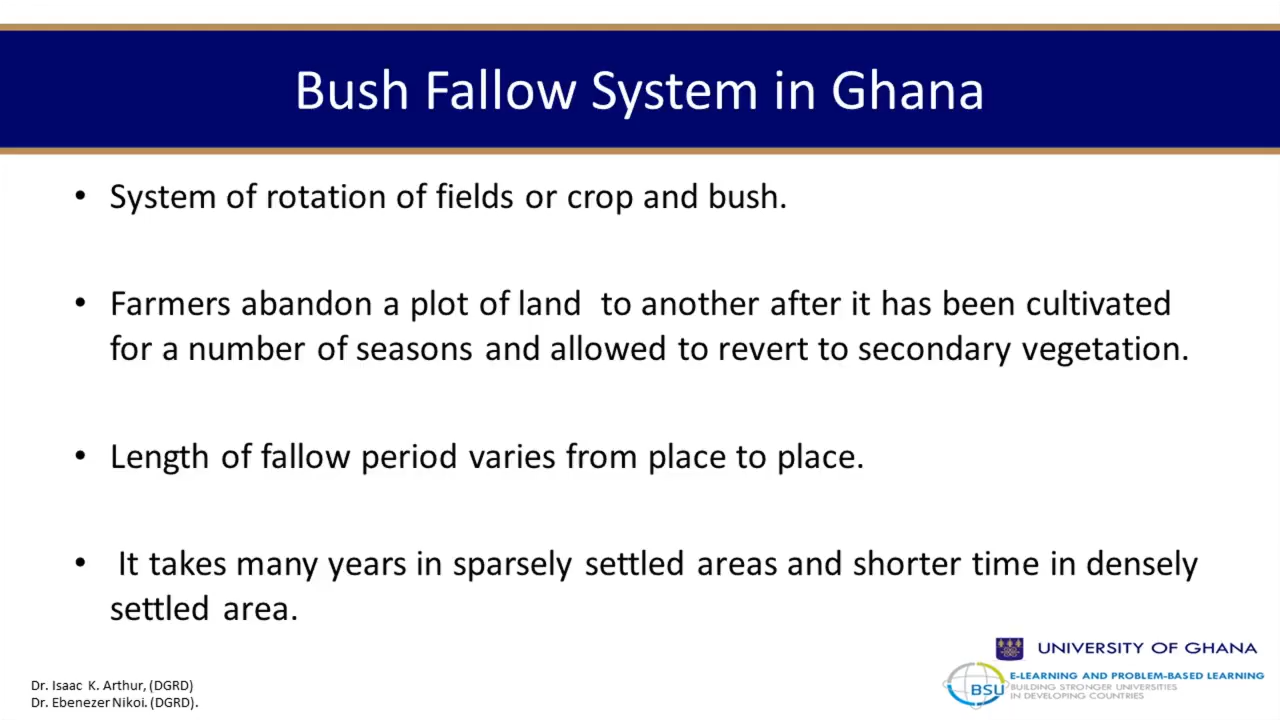 Bush Fallow System in Ghana
• System of rotation of fields or crop and bush.
• Farmers abandon a plot of land to another after it has been cultivated
for a number of seasons and allowed to revert to secondary vegetation.
• Length of fallow period varies from place to place.
• It takes many years in sparsely settled areas and shorter time in densely
settled area.
UNIVERSITY OF GHANA
BSU
E-LEARNING AND PROBLEM-BASED LEARNING
BUILDING STRONGER UNIVERSITIES
IN DEVELOPING COUNTRIES
Dr. Isaac K. Arthur, (DGRD)
Dr. Ebenezer Nikoi. (DGRD).